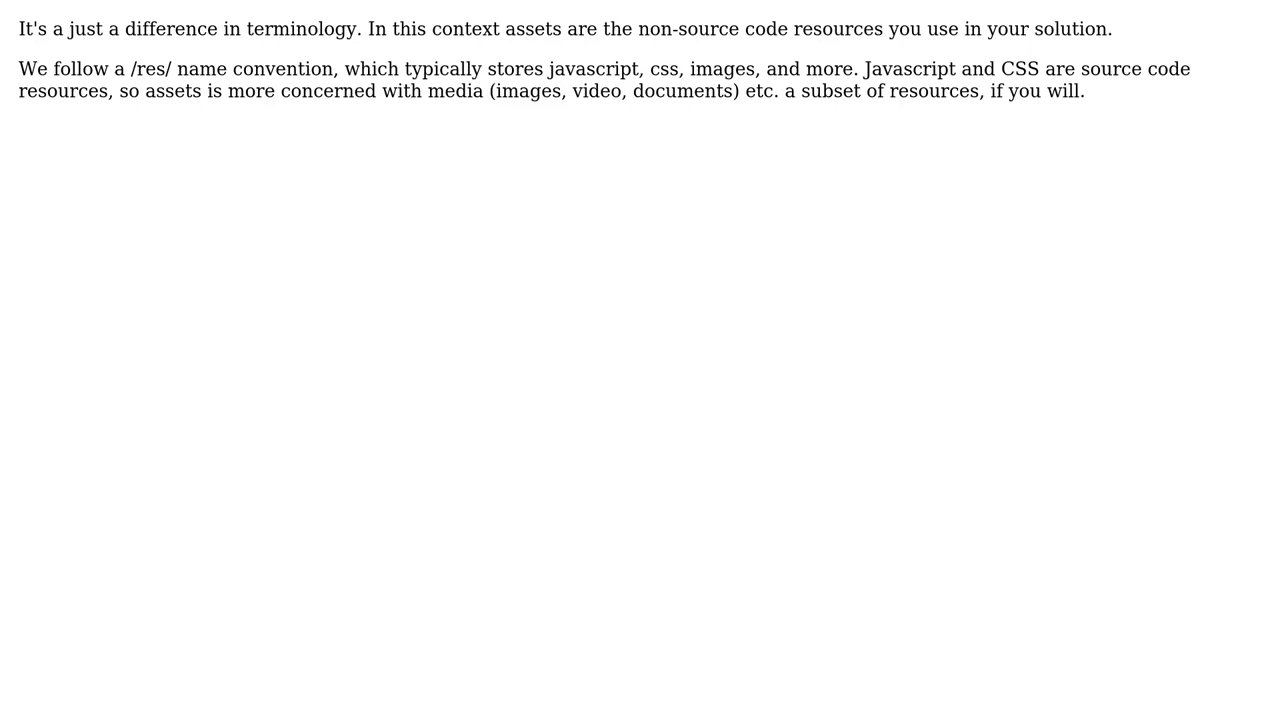 It's a just a difference in terminology. In this context assets are the non-source code resources you use in your solution.
We follow a /res/ name convention, which typically stores javascript, css, images, and more. Javascript and CSS are source code
resources, so assets is more concerned with media (images, video, documents) etc. a subset of resources, if you will.